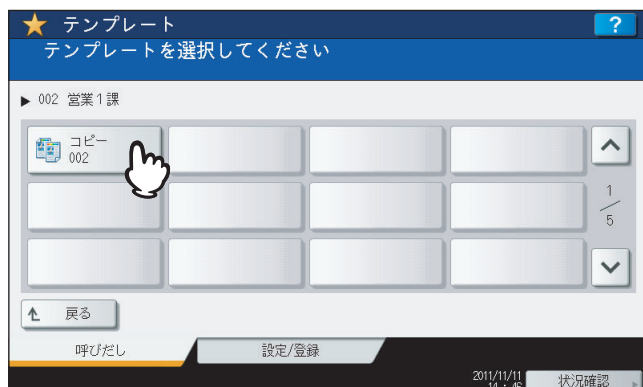 テンプレート
?
テンプレートを選択してください
002 営業1課
コピー
002
1
5
戻る
呼びだし
設定/登録
2011/11/11
14:46
状況確認